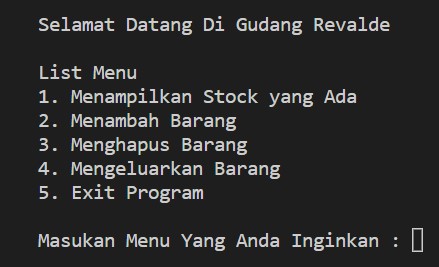 Selamat Datang Di Gudang Revalde
List Menu
1. Menampilkan Stock yang Ada
2. Menambah Barang
3. Menghapus Barang
4. Mengeluarkan Barang
5. Exit Program
Masukan Menu Yang Anda Inginkan :